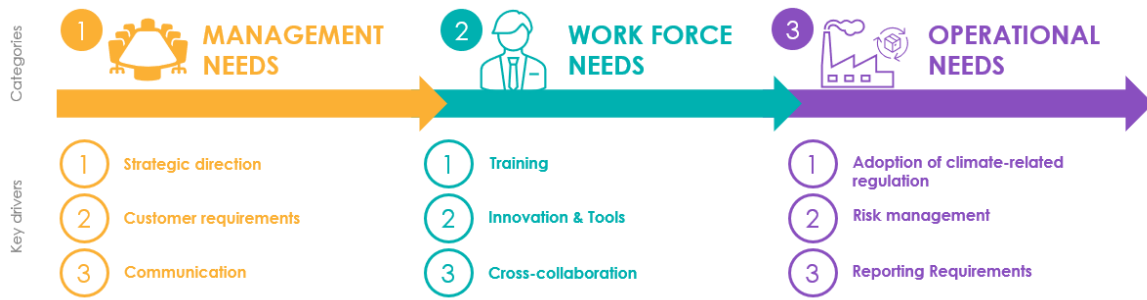 Categories
1
MANAGEMENT
NEEDS
2
WORK FORCE
NEEDS
3
OPERATIONAL
NEEDS
Key drivers
1
Strategic direction
2
Customer requirements
3
Communication
1
Training
2
Innovation & Tools
3
Cross-collaboration
1
Adoption of climate-related
regulation
2
Risk management
3
Reporting Requirements